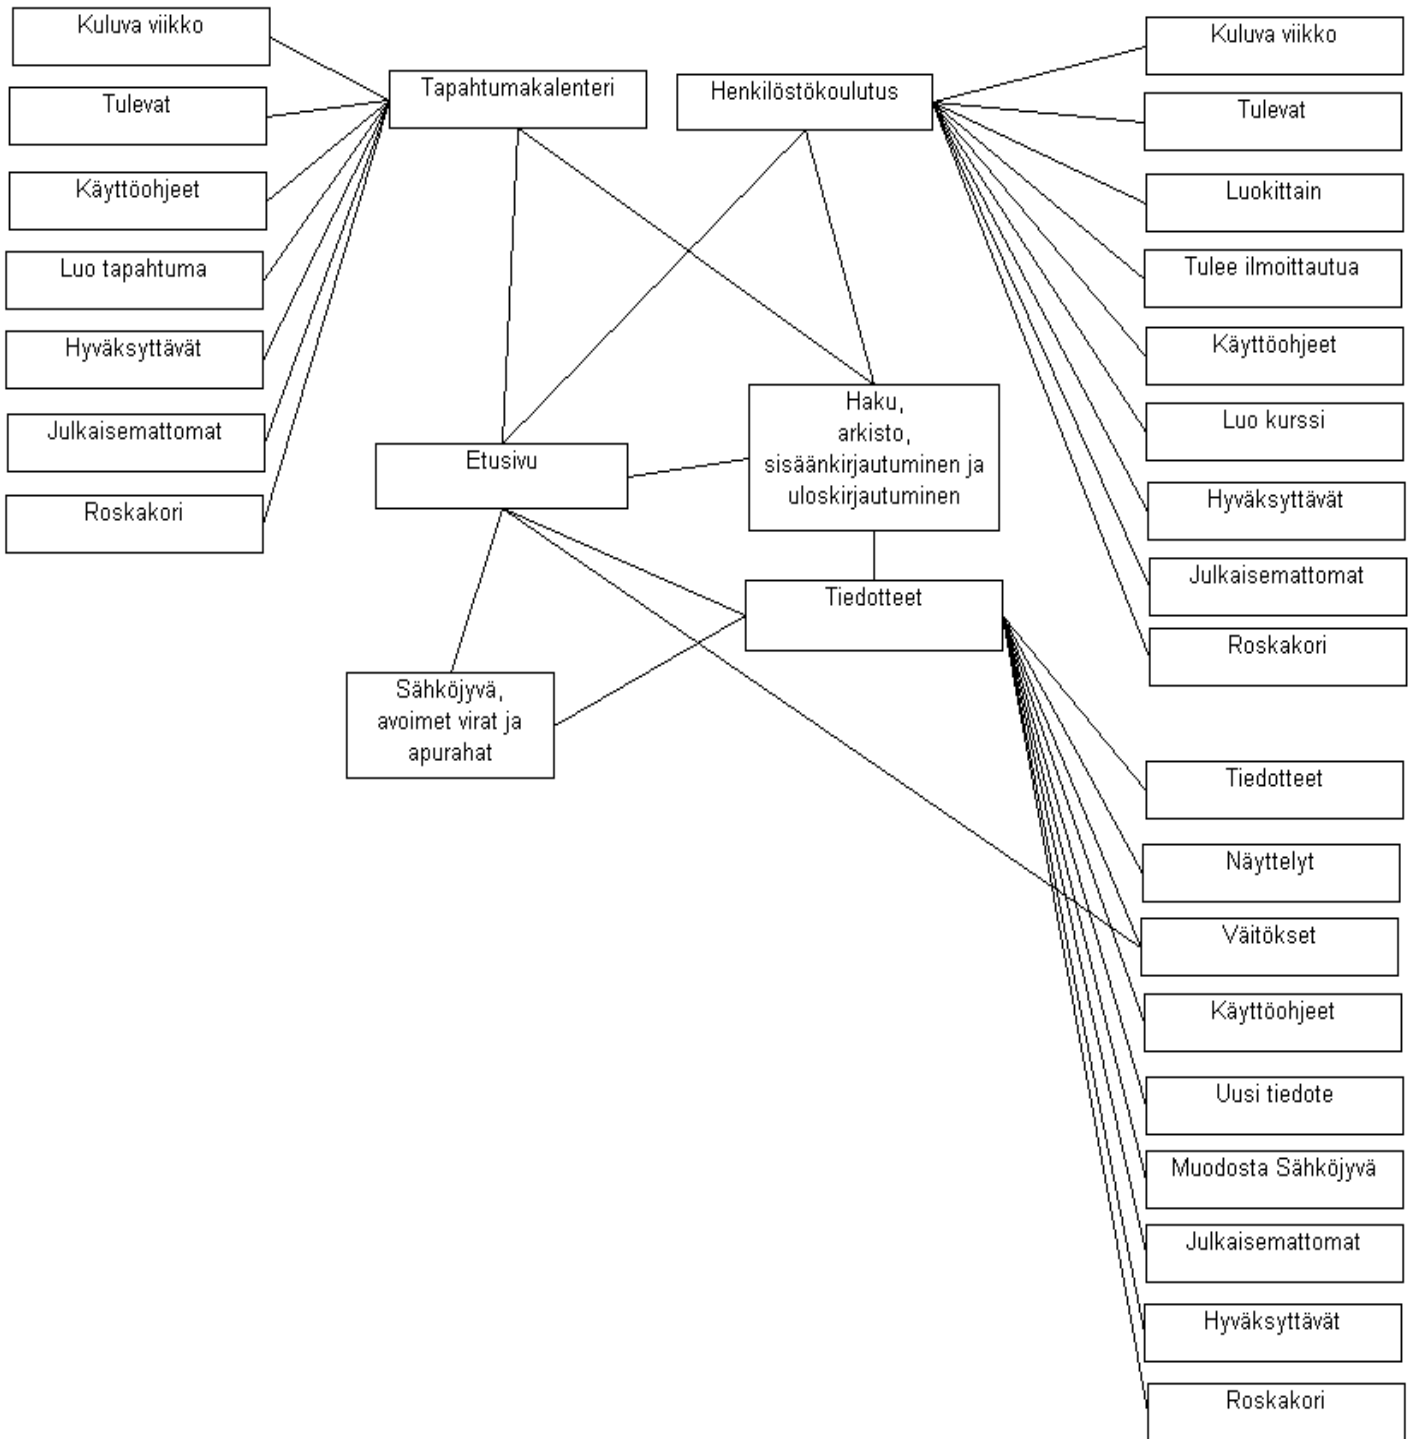 Kuluva viikko
Tulevat
Käyttöohjeet
Luo tapahtuma
Hyväksyttävät
Julkaisemattomat
Roskakori
Tapahtumakalenteri
Henkilöstökoulutus
Etusivu
Haku,
arkisto,
sisäänkirjautuminen ja
uloskirjautuminen
Tiedotteet
Sähköjyvä,
avoimet virat ja
apurahat
Kuluva viikko
Tulevat
Luokittain
Tulee ilmoittautua
Käyttöohjeet
Luo kurssi
Hyväksyttävät
Julkaisemattomat
Roskakori
Tiedotteet
Näyttelyt
Väitökset
Käyttöohjeet
Uusi tiedote
Muodosta Sähköjyvä
Julkaisemattomat
Hyväksyttävät
Roskakori